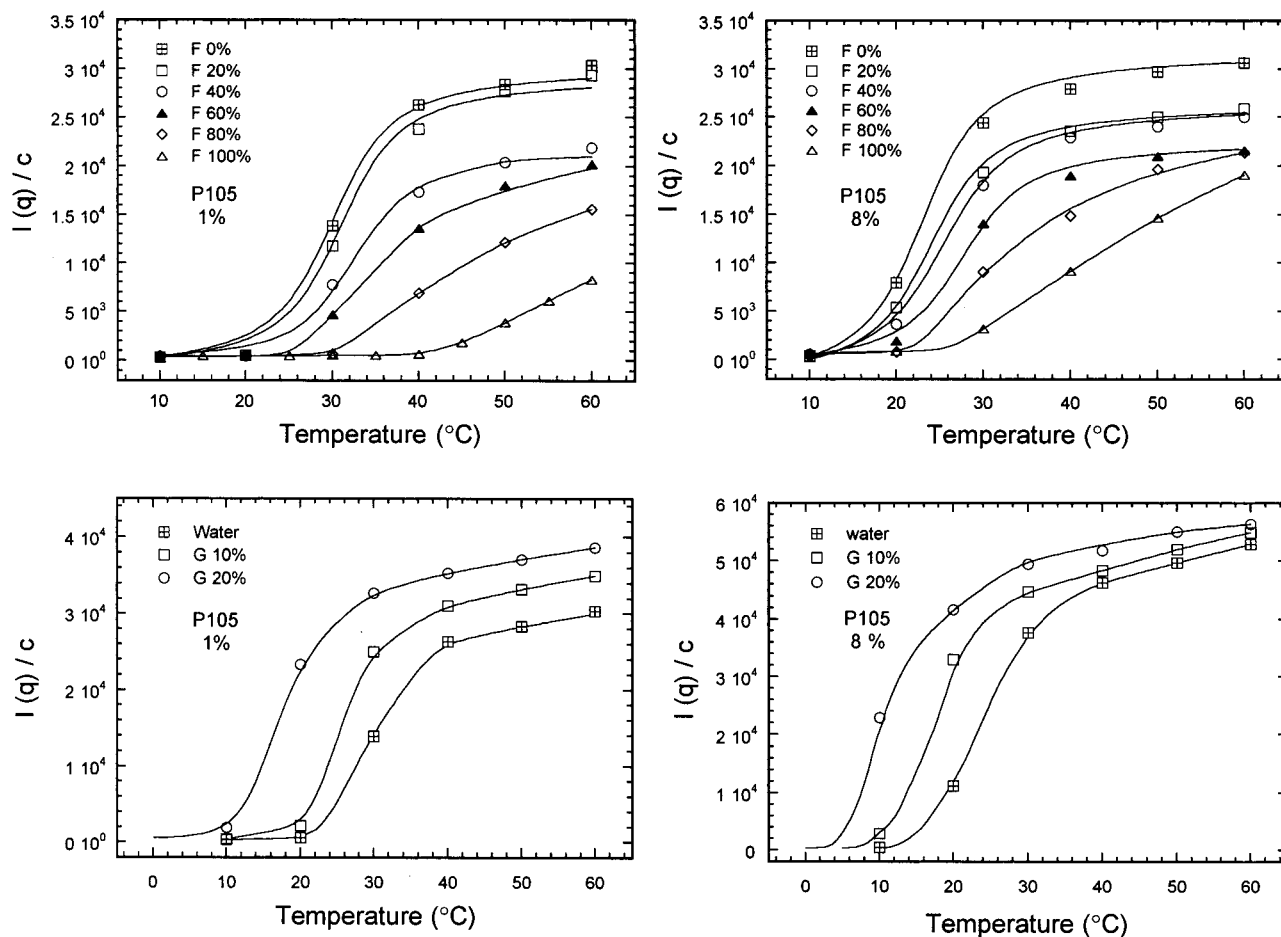 3.5 10⁴
3 10⁴
2.5 10⁴
2 10⁴
1.5 10⁴
1 10⁴
5 10³
0 10⁰
I (q) / c
F 0%
F 20%
F 40%
F 60%
F 80%
F 100%
P105
1%
10 20 30 40 50 60
Temperature (°C)
3.5 10⁴
3 10⁴
2.5 10⁴
2 10⁴
1.5 10⁴
1 10⁴
5 10³
0 10⁰
I (q) / c
F 0%
F 20%
F 40%
F 60%
F 80%
F 100%
P105
8%
10 20 30 40 50 60
Temperature (°C)
4 10⁴
3 10⁴
2 10⁴
1 10⁴
0 10⁰
I (q) / c
Water
G 10%
G 20%
P105
1%
0 10 20 30 40 50 60
Temperature (°C)
6 10⁴
5 10⁴
4 10⁴
3 10⁴
2 10⁴
1 10⁴
0
I (q) / c
water
G 10%
G 20%
P105
8 %
0 10 20 30 40 50 60
Temperature (°C)